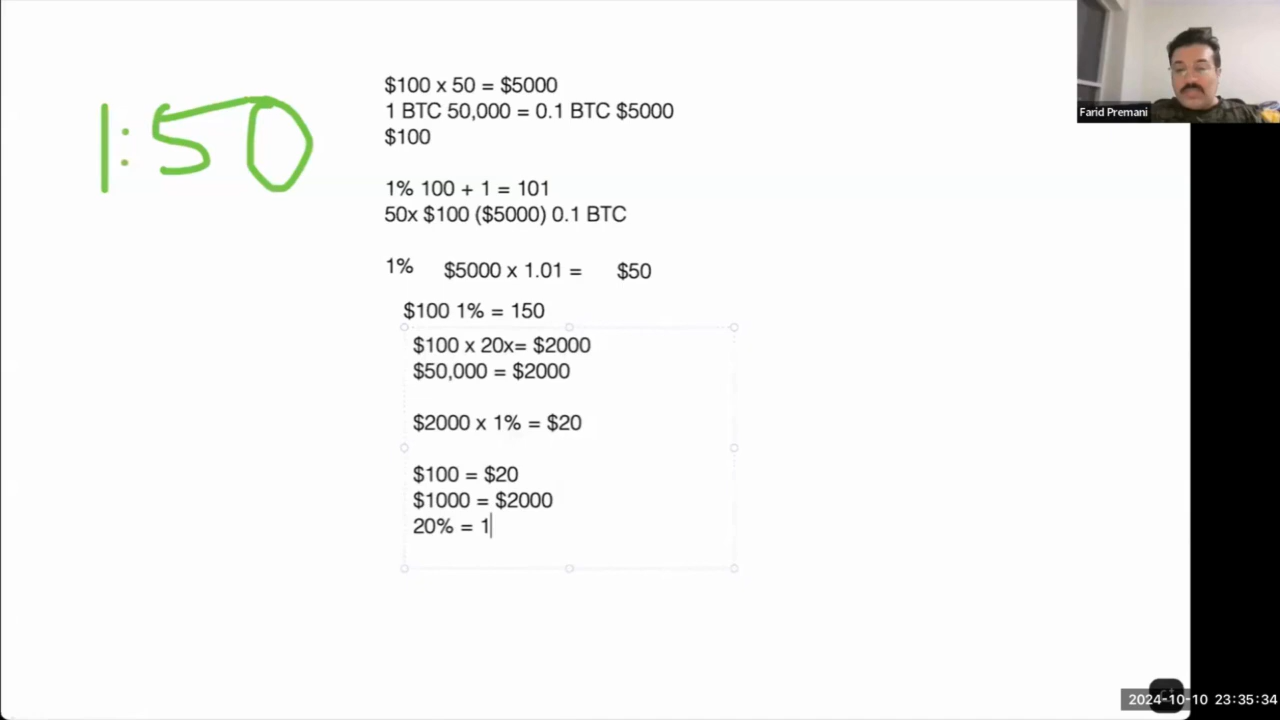 1:50
$100 x 50 = $5000
1 BTC 50,000 = 0.1 BTC $5000
$100
1% 100 + 1 = 101
50x $100 ($5000) 0.1 BTC
1% $5000 x 1.01 = $50
$100 1% = 150
$100 x 20x= $2000
$50,000 = $2000
$2000 x 1% = $20
$100 = $20
$1000 = $2000
20% = 1
Farid Premani
2024-10-10 23:35:34